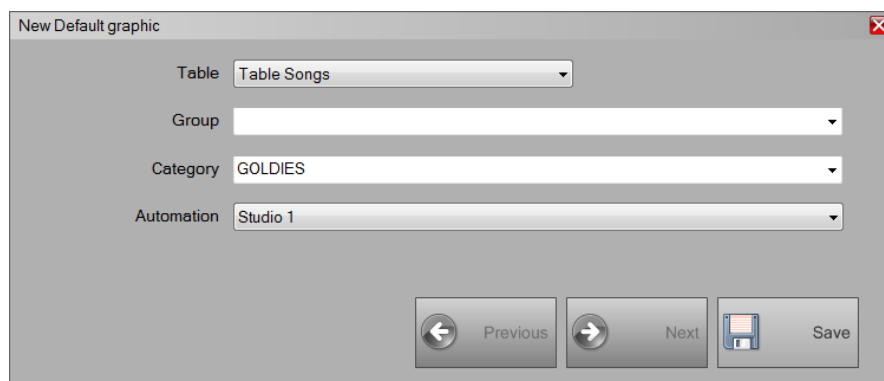 New Default graphic
Table Table Songs
Group
Category GOLDIES
Automation Studio 1
Previous Next Save